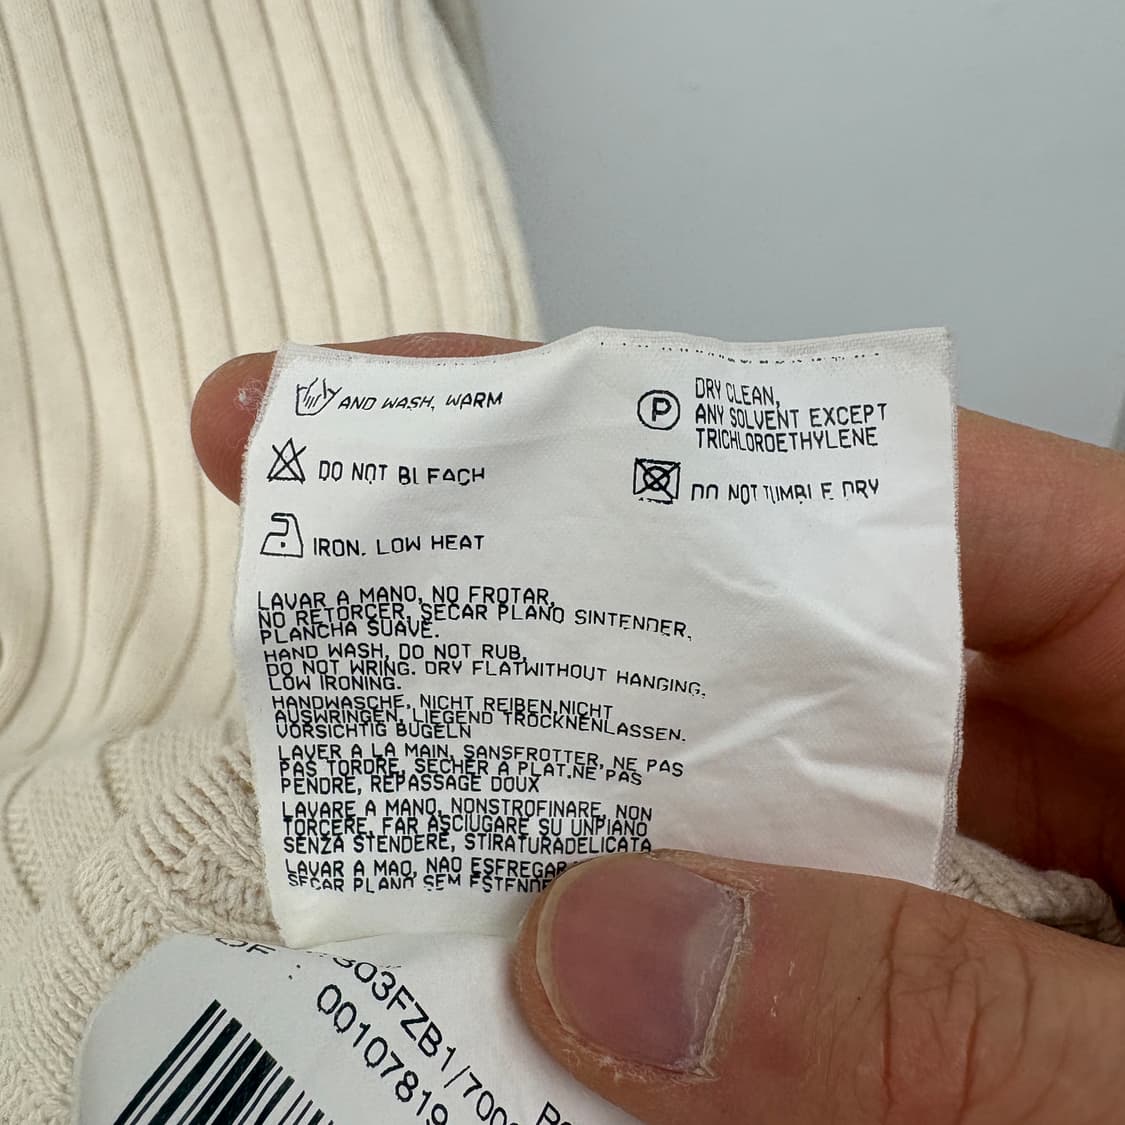 AND WASH, WARM
DO NOT BLEACH
IRON. LOW HEAT
P
DRY CLEAN,
ANY SOLVENT EXCEPT
TRICHLOROETHYLENE
DO NOT TUMBLE DRY
LAVAR A MANO, NO FROTAR,
NO RETORCER, SECAR PLANO SINTENDER,
PLANCHA SUAVE.
HAND WASH, DO NOT RUB,
DO NOT WRING. DRY FLATWITHOUT HANGING,
LOW IRONING.
HANDWASCHE, NICHT REIBEN,NICHT
AUSWRINGEN, LIEGEND TROCKNENLASSEN.
VORSICHTIG BUGELN
LAVER A LA MAIN, SANSFROTTER, NE PAS
PAS TORDRE, SECHER A PLAT.NE PAS
PENDRE, REPASSAGE DOUX
LAVARE A MANO, NONSTROFINARE, NON
TORCERE, FAR ASCIUGARE SU UNPIANO
SENZA STENDERE, STIRATURADELICATA
LAVAR A MAO, NAO ESFREGAR
SECAR PLANO SEM ESTENDE
303FZB1/700
00107819